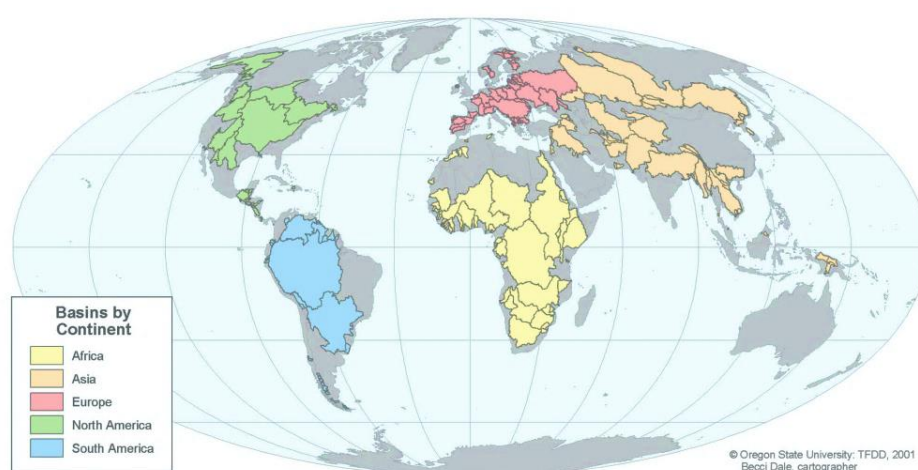 Basins by
Continent
Africa
Asia
Europe
North America
South America
© Oregon State University: TFDD, 2001
Becci Dale, cartographer